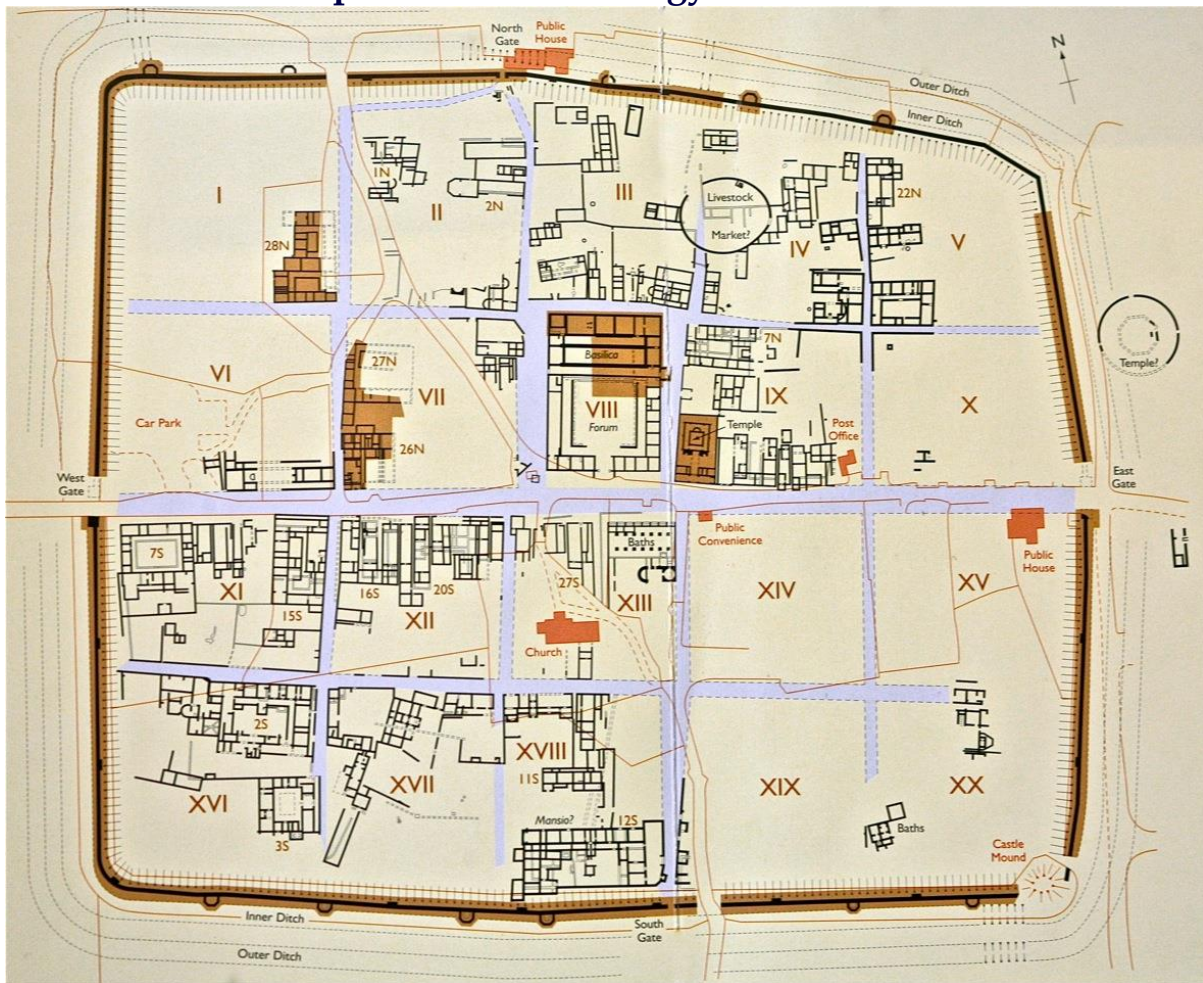 North
Gate
Public
House
N
Outer Ditch
Inner Ditch
I
1N
II
2N
III
Livestock
Market?
IV
22N
V
28N
Temple?
VI
27N
VII
26N
Car Park
Basilica
VIII
Forum
7N
IX
Temple
Post
Office
X
West
Gate
East
Gate
7S
XI
15S
16S
20S
XII
27S
Baths
XIII
Church
Public
Convenience
XIV
XV
Public
House
2S
XVI
3S
XVII
XVIII
11S
Mansio?
12S
XIX
XX
Baths
Castle
Mound
Inner Ditch
Outer Ditch
South
Gate